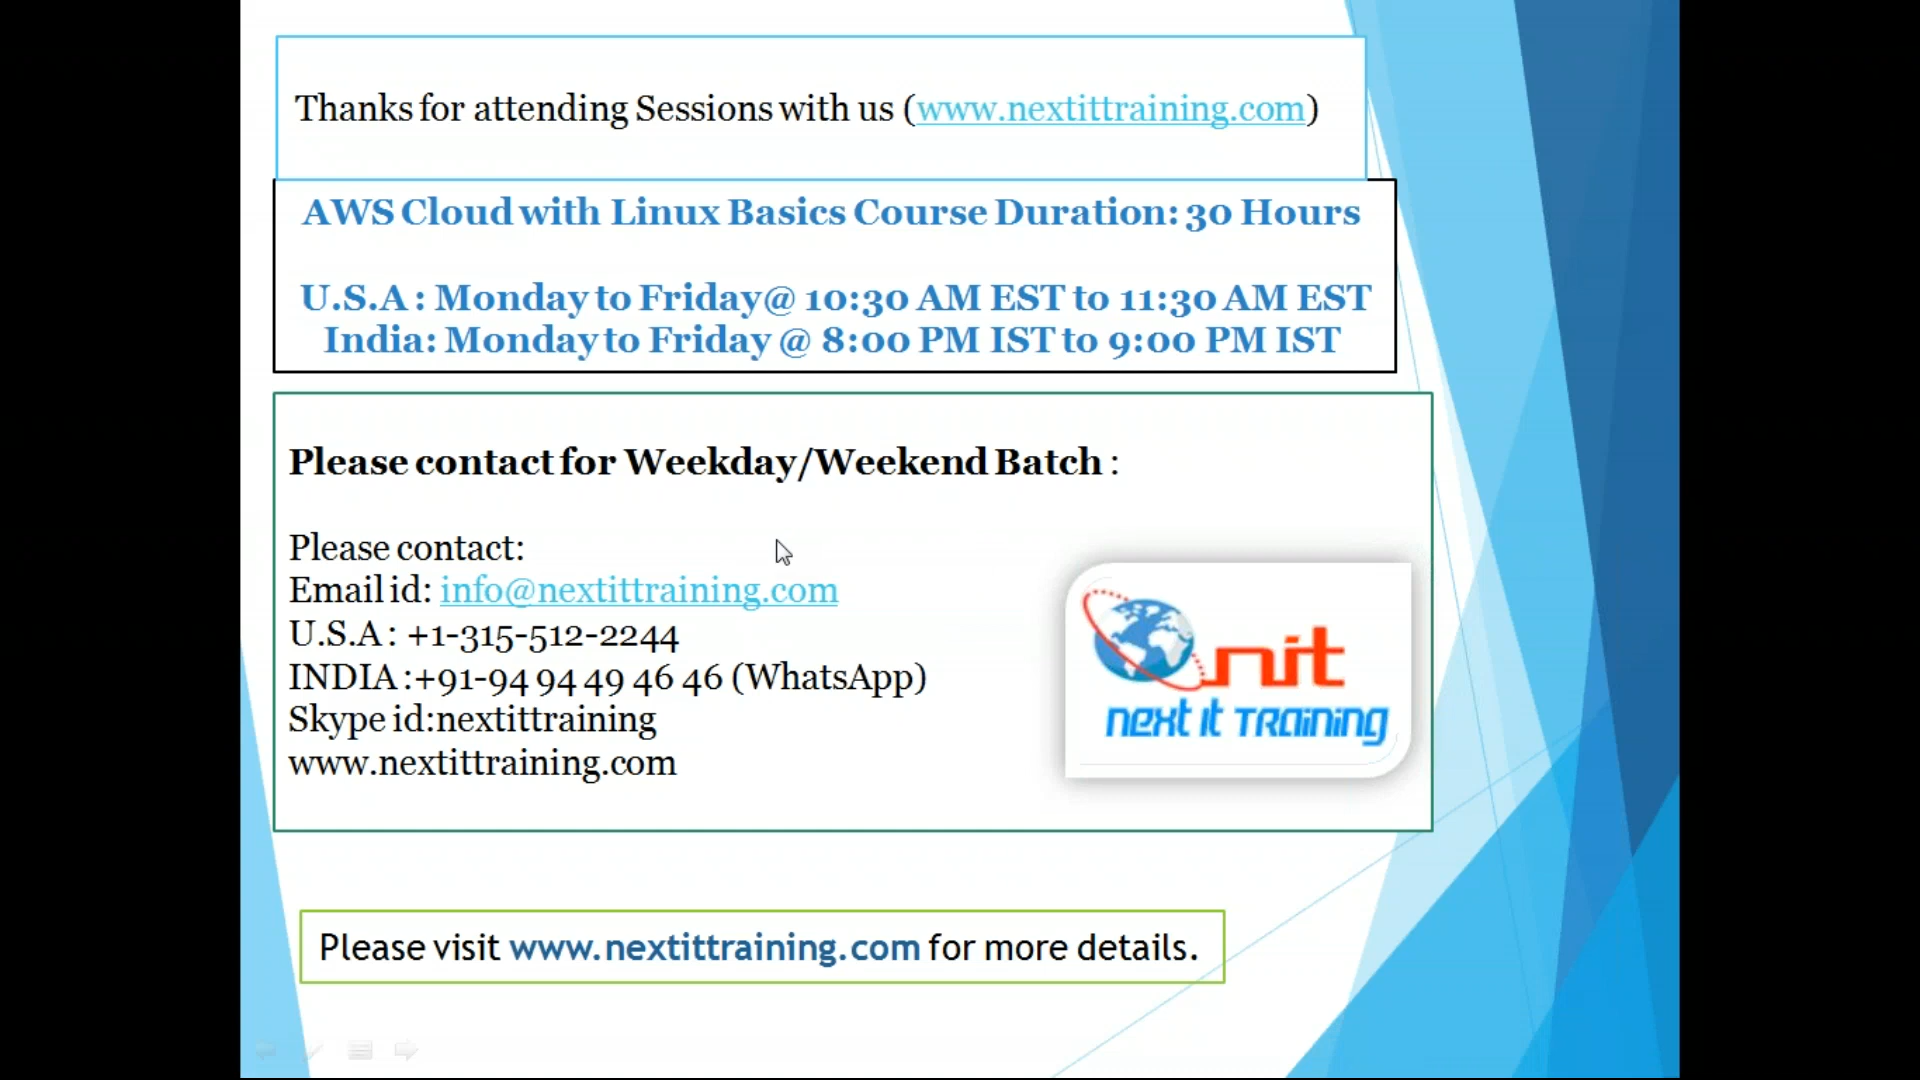 Thanks for attending Sessions with us (www.nextittraining.com)
AWS Cloud with Linux Basics Course Duration: 30 Hours
U.S.A : Monday to Friday@ 10:30 AM EST to 11:30 AM EST
India: Monday to Friday @ 8:00 PM IST to 9:00 PM IST
Please contact for Weekday/Weekend Batch :
Please contact:
Email id: info@nextittraining.com
U.S.A : +1-315-512-2244
INDIA :+91-94 94 49 46 46 (WhatsApp)
Skype id:nextittraining
www.nextittraining.com
nit
next it training
Please visit www.nextittraining.com for more details.